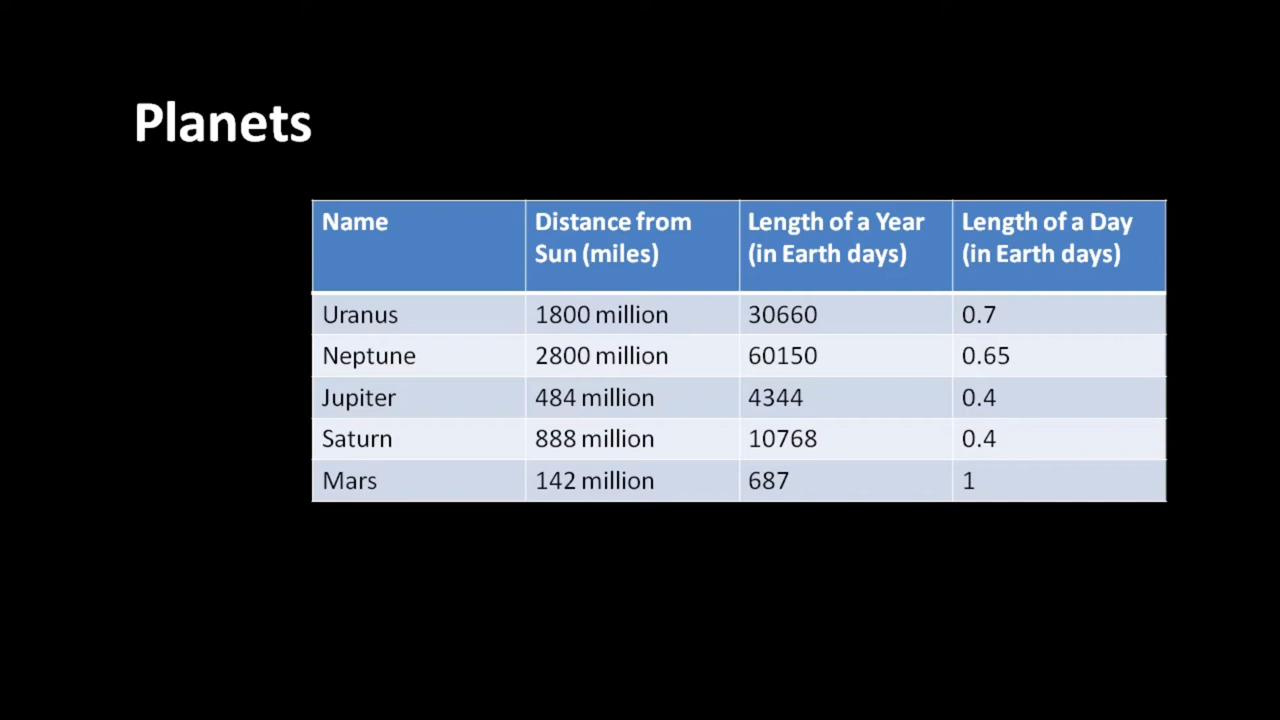 Planets
Name Distance from Length of a Year Length of a Day
Sun (miles) (in Earth days) (in Earth days)
Uranus 1800 million 30660 0.7
Neptune 2800 million 60150 0.65
Jupiter 484 million 4344 0.4
Saturn 888 million 10768 0.4
Mars 142 million 687 1